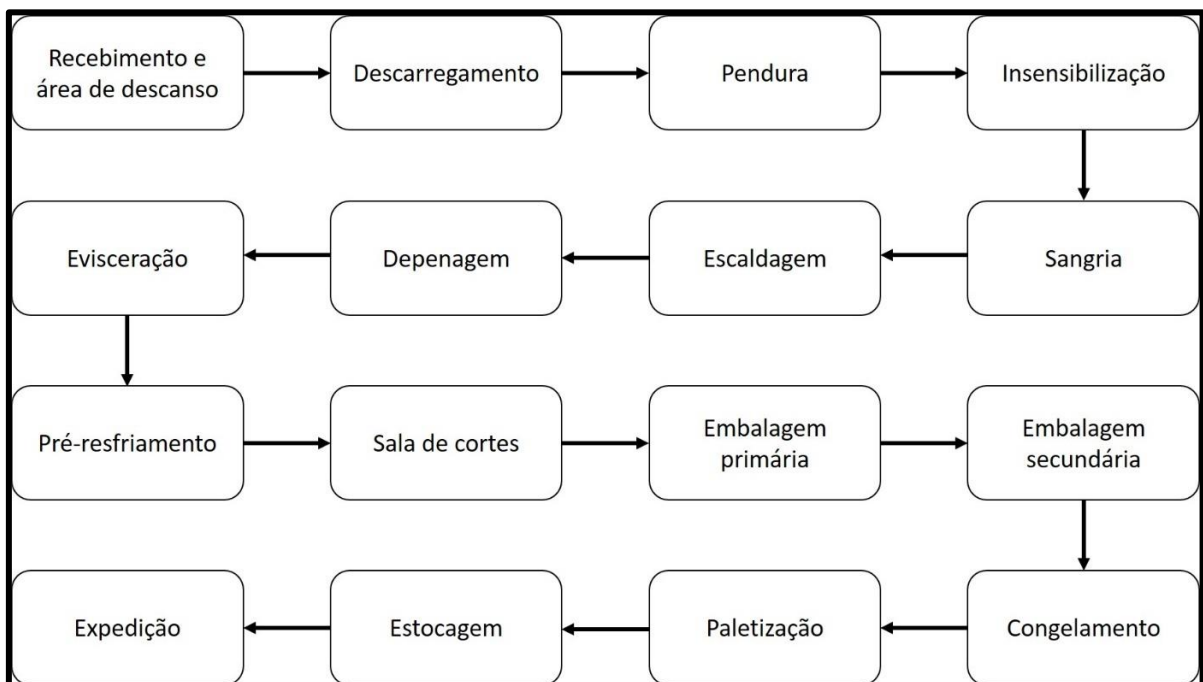 Recebimento e
área de descanso
Descarregamento
Pendura
Insensibilização
Sangria
Escaldagem
Depenagem
Evisceração
Pré-resfriamento
Sala de cortes
Embalagem
primária
Embalagem
secundária
Congelamento
Paletização
Estocagem
Expedição